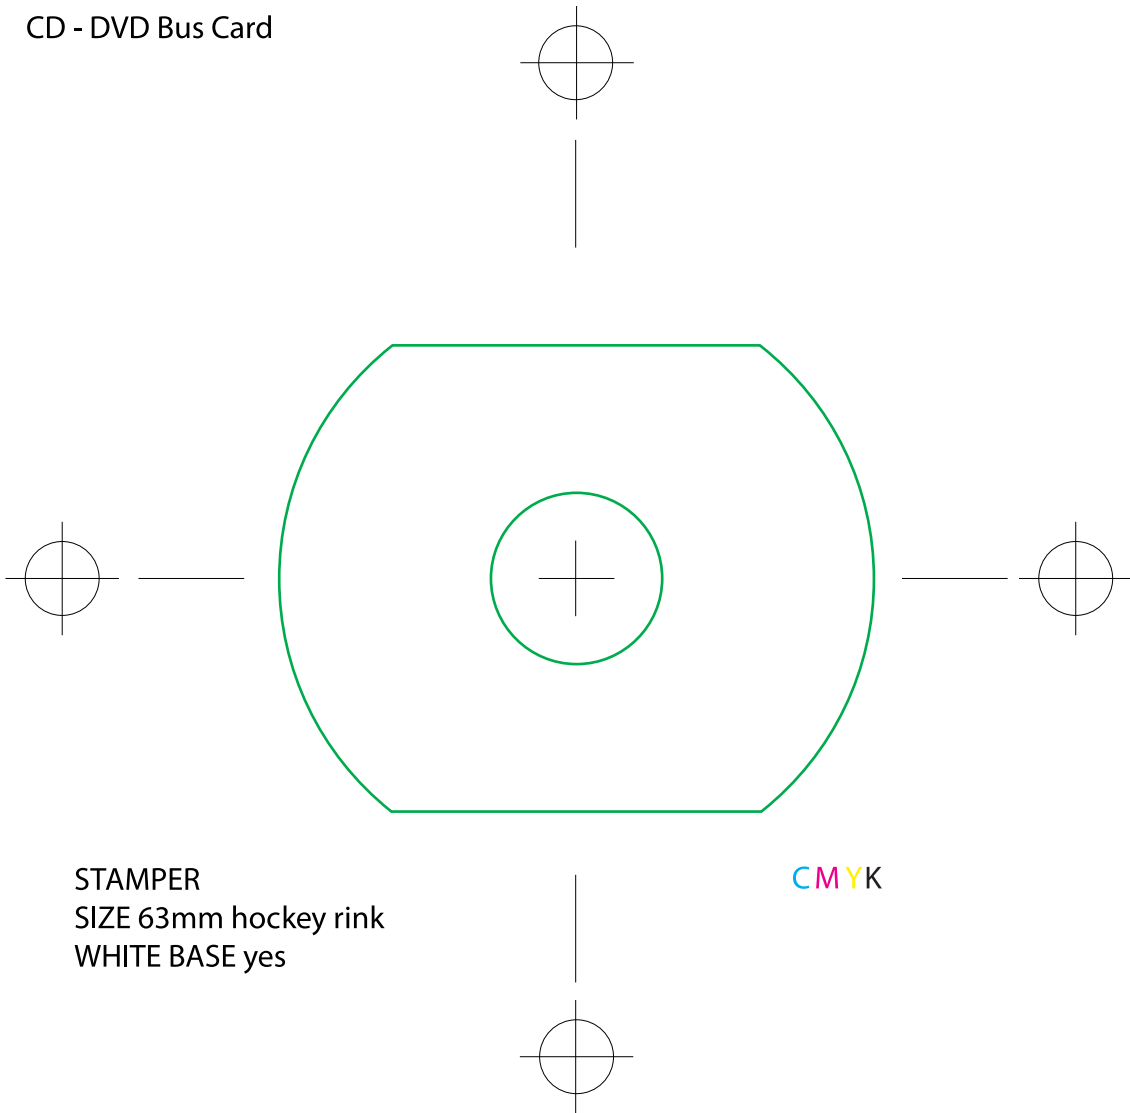 CD - DVD Bus Card
STAMPER
SIZE 63mm hockey rink
WHITE BASE yes
CMYK